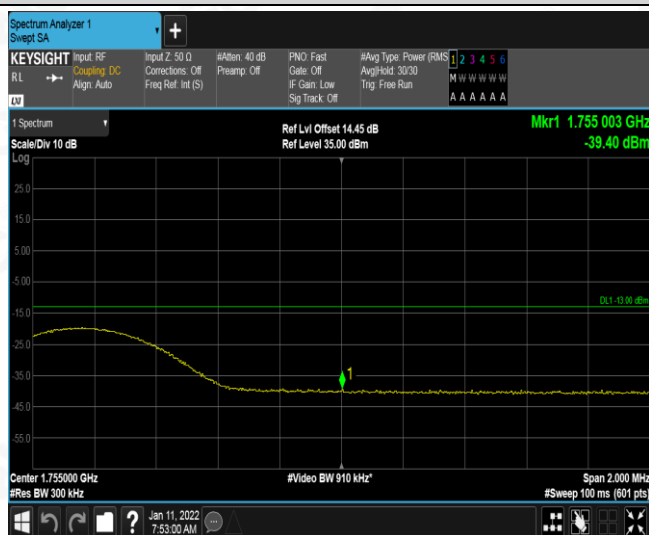 Spectrum Analyzer 1
Swept SA
KEYSIGHT
RL
LXI
Input: RF
Coupling: DC
Align: Auto
Input Z: 50 Ω
Corrections: Off
Freq Ref: Int (S)
#Atten: 40 dB
Preamp: Off
PNO: Fast
Gate: Off
IF Gain: Low
Sig Track: Off
#Avg Type: Power (RMS
Avg|Hold: 30/30
Trig: Free Run
1 2 3 4 5 6
M W W W W W
A A A A A A
1 Spectrum
Scale/Div 10 dB
Ref Lvl Offset 14.45 dB
Ref Level 35.00 dBm
Mkr1 1.755 003 GHz
-39.40 dBm
Log
25.0
15.0
5.00
-5.00
DL1 -13.00 dBm
-15.0
-25.0
-35.0
1
-45.0
-55.0
Center 1.755000 GHz
#Video BW 910 kHz*
Span 2.000 MHz
#Res BW 300 kHz
#Sweep 100 ms (601 pts)
?
Jan 11, 2022
7:53:00 AM